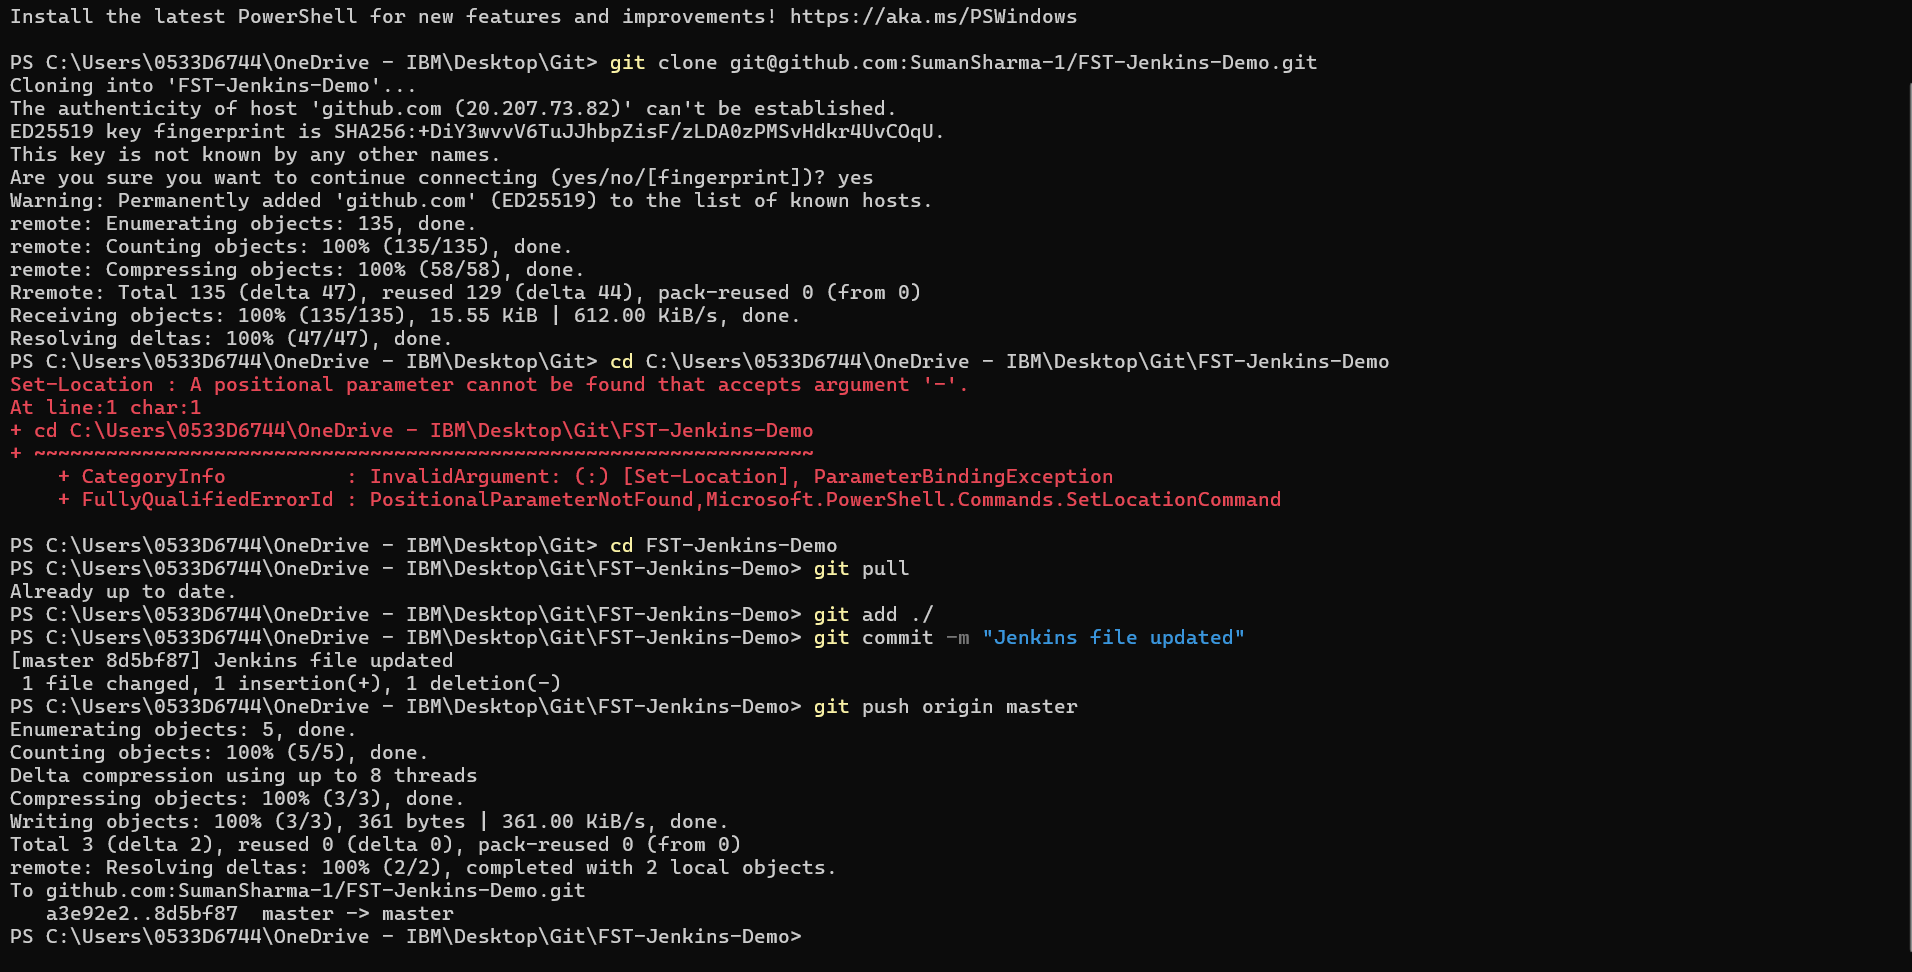 Install the latest PowerShell for new features and improvements! https://aka.ms/PSWindows
PS C:\Users\0533D6744\OneDrive - IBM\Desktop\Git> git clone git@github.com:SumanSharma-1/FST-Jenkins-Demo.git
Cloning into 'FST-Jenkins-Demo'...
The authenticity of host 'github.com (20.207.73.82)' can't be established.
ED25519 key fingerprint is SHA256:+DiY3wvvV6TuJJhbpZisF/zLDA0zPMSvHdkr4UvCOqU.
This key is not known by any other names.
Are you sure you want to continue connecting (yes/no/[fingerprint])? yes
Warning: Permanently added 'github.com' (ED25519) to the list of known hosts.
remote: Enumerating objects: 135, done.
remote: Counting objects: 100% (135/135), done.
remote: Compressing objects: 100% (58/58), done.
Rremote: Total 135 (delta 47), reused 129 (delta 44), pack-reused 0 (from 0)
Receiving objects: 100% (135/135), 15.55 KiB | 612.00 KiB/s, done.
Resolving deltas: 100% (47/47), done.
PS C:\Users\0533D6744\OneDrive - IBM\Desktop\Git> cd C:\Users\0533D6744\OneDrive - IBM\Desktop\Git\FST-Jenkins-Demo
Set-Location : A positional parameter cannot be found that accepts argument '-'.
At line:1 char:1
+ cd C:\Users\0533D6744\OneDrive - IBM\Desktop\Git\FST-Jenkins-Demo
+ ~~~~~~~~~~~~~~~~~~~~~~~~~~~~~~~~~~~~~~~~~~~~~~~~~~~~~~~~~~~~~~~~~
    + CategoryInfo          : InvalidArgument: (:) [Set-Location], ParameterBindingException
    + FullyQualifiedErrorId : PositionalParameterNotFound,Microsoft.PowerShell.Commands.SetLocationCommand
PS C:\Users\0533D6744\OneDrive - IBM\Desktop\Git> cd FST-Jenkins-Demo
PS C:\Users\0533D6744\OneDrive - IBM\Desktop\Git\FST-Jenkins-Demo> git pull
Already up to date.
PS C:\Users\0533D6744\OneDrive - IBM\Desktop\Git\FST-Jenkins-Demo> git add ./
PS C:\Users\0533D6744\OneDrive - IBM\Desktop\Git\FST-Jenkins-Demo> git commit -m "Jenkins file updated"
[master 8d5bf87] Jenkins file updated
 1 file changed, 1 insertion(+), 1 deletion(-)
PS C:\Users\0533D6744\OneDrive - IBM\Desktop\Git\FST-Jenkins-Demo> git push origin master
Enumerating objects: 5, done.
Counting objects: 100% (5/5), done.
Delta compression using up to 8 threads
Compressing objects: 100% (3/3), done.
Writing objects: 100% (3/3), 361 bytes | 361.00 KiB/s, done.
Total 3 (delta 2), reused 0 (delta 0), pack-reused 0 (from 0)
remote: Resolving deltas: 100% (2/2), completed with 2 local objects.
To github.com:SumanSharma-1/FST-Jenkins-Demo.git
   a3e92e2..8d5bf87  master -> master
PS C:\Users\0533D6744\OneDrive - IBM\Desktop\Git\FST-Jenkins-Demo>